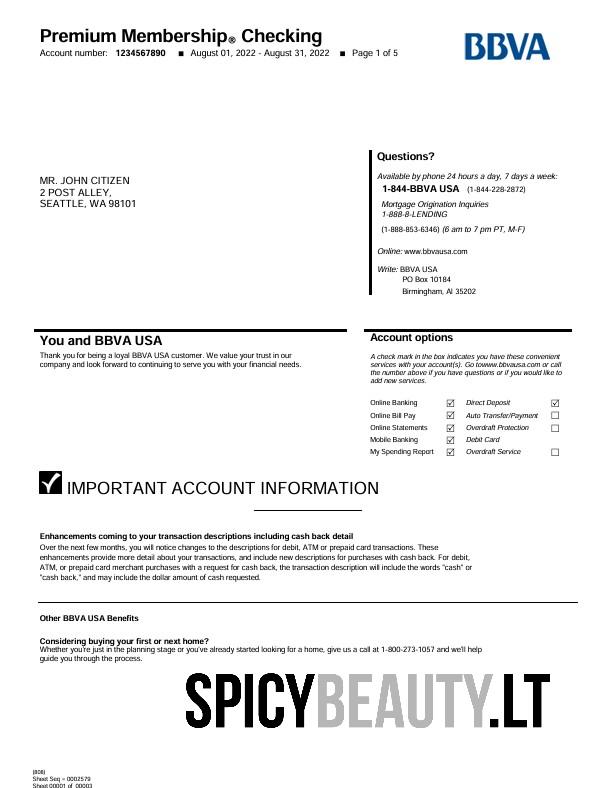 Premium Membership® Checking
Account number: 1234567890 ■ August 01, 2022 - August 31, 2022 ■ Page 1 of 5
BBVA
MR. JOHN CITIZEN
2 POST ALLEY,
SEATTLE, WA 98101
Questions?
Available by phone 24 hours a day, 7 days a week:
1-844-BBVA USA (1-844-228-2872)
Mortgage Origination Inquiries
1-888-8-LENDING
(1-888-853-6346) (6 am to 7 pm PT, M-F)
Online: www.bbvausa.com
Write: BBVA USA
PO Box 10184
Birmingham, Al 35202
You and BBVA USA
Thank you for being a loyal BBVA USA customer. We value your trust in our
company and look forward to continuing to serve you with your financial needs.
Account options
A check mark in the box indicates you have these convenient
services with your account(s). Go towww.bbvausa.com or call
the number above if you have questions or if you would like to
add new services.
Online Banking ☑ Direct Deposit ☑
Online Bill Pay ☑ Auto Transfer/Payment ☐
Online Statements ☑ Overdraft Protection ☐
Mobile Banking ☑ Debit Card
My Spending Report ☑ Overdraft Service ☐
IMPORTANT ACCOUNT INFORMATION
Enhancements coming to your transaction descriptions including cash back detail
Over the next few months, you will notice changes to the descriptions for debit, ATM or prepaid card transactions. These
enhancements provide more detail about your transactions, and include new descriptions for purchases with cash back. For debit,
ATM, or prepaid card merchant purchases with a request for cash back, the transaction description will include the words "cash" or
"cash back," and may include the dollar amount of cash requested.
Other BBVA USA Benefits
Considering buying your first or next home?
Whether you're just in the planning stage or you've already started looking for a home, give us a call at 1-800-273-1057 and we'll help
guide you through the process.
SPICYBEAUTY.LT
(808)
Sheet Seq = 0002579
Sheet 00001 of 00003